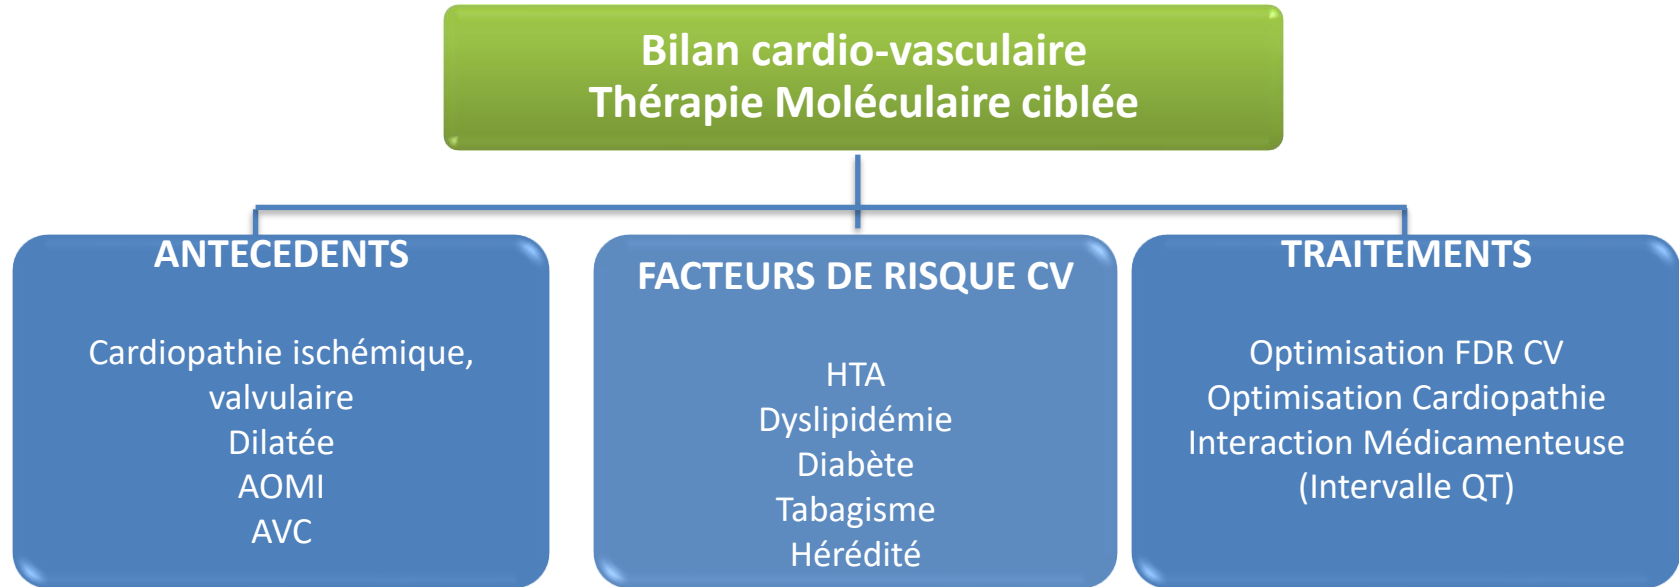 Bilan cardio-vasculaire
Thérapie Moléculaire ciblée
ANTECEDENTS
Cardiopathie ischémique,
valvulaire
Dilatée
AOMI
AVC
FACTEURS DE RISQUE CV
HTA
Dyslipidémie
Diabète
Tabagisme
Hérédité
TRAITEMENTS
Optimisation FDR CV
Optimisation Cardiopathie
Interaction Médicamenteuse
(Intervalle QT)